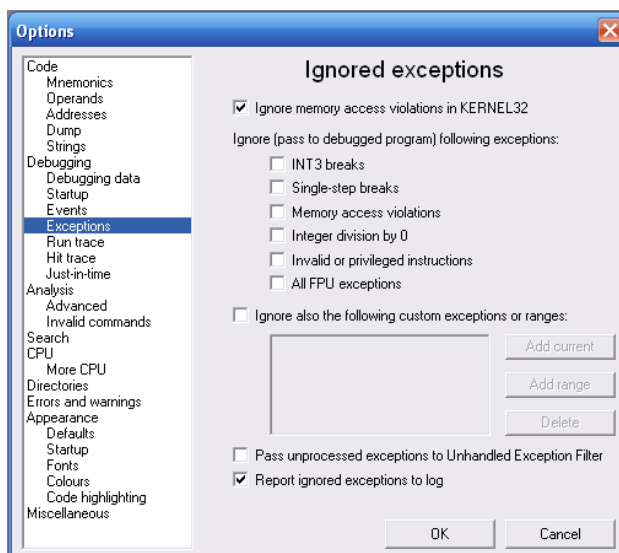 Options
Code
Mnemonics
Operands
Addresses
Dump
Strings
Debugging
Debugging data
Startup
Events
Exceptions
Run trace
Hit trace
Just-in-time
Analysis
Advanced
Invalid commands
Search
CPU
More CPU
Directories
Errors and warnings
Appearance
Defaults
Startup
Fonts
Colours
Code highlighting
Miscellaneous
Ignored exceptions
Ignore memory access violations in KERNEL32
Ignore (pass to debugged program) following exceptions:
INT3 breaks
Single-step breaks
Memory access violations
Integer division by 0
Invalid or privileged instructions
All FPU exceptions
Ignore also the following custom exceptions or ranges:
Add current
Add range
Delete
Pass unprocessed exceptions to Unhandled Exception Filter
Report ignored exceptions to log
OK
Cancel